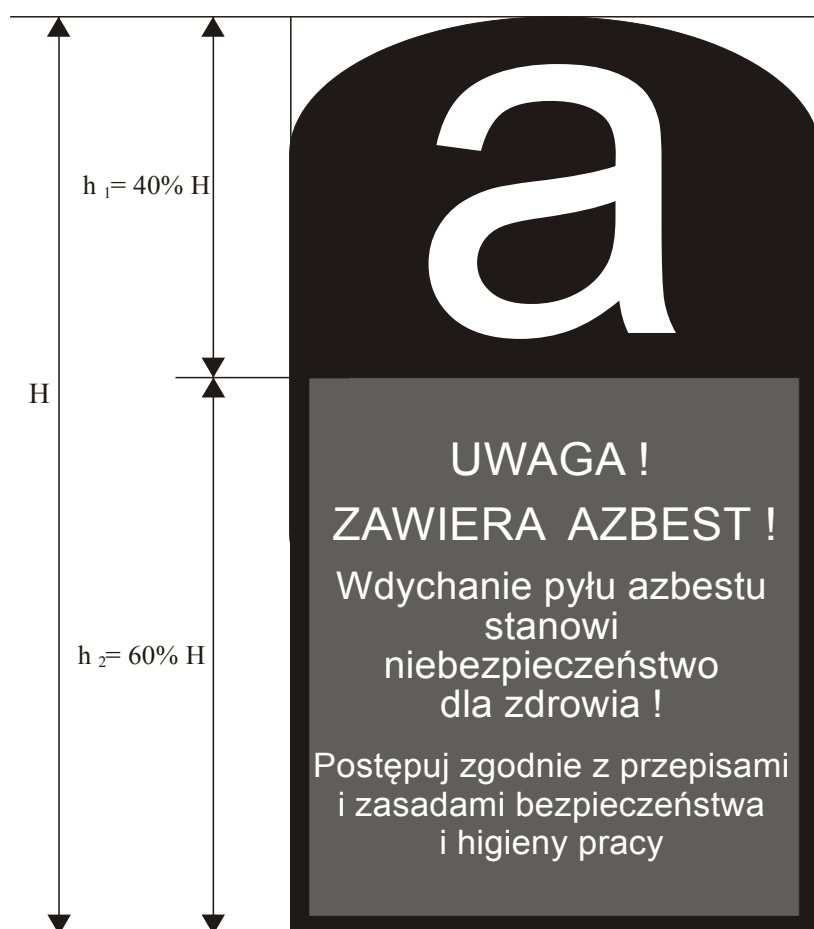 a
h 1= 40% H
H
h 2= 60% H
UWAGA !
ZAWIERA AZBEST !
Wdychanie pyłu azbestu
stanowi
niebezpieczeństwo
dla zdrowia !
Postępuj zgodnie z przepisami
i zasadami bezpieczeństwa
i higieny pracy